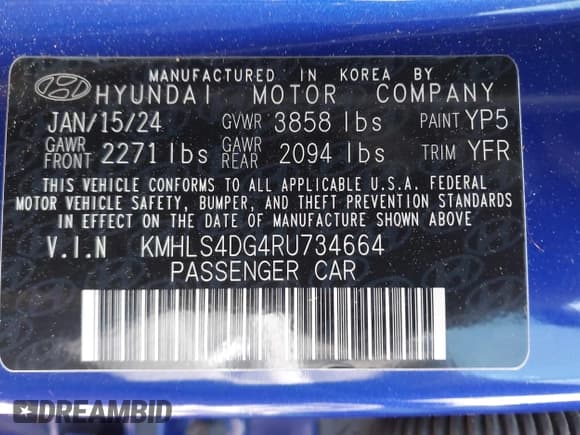 MANUFACTURED IN KOREA BY
HYUNDAI MOTOR COMPANY
JAN/15/24 GVWR 3858 lbs PAINT YP5
GAWR FRONT 2271 lbs GAWR REAR 2094 lbs TRIM YFR
THIS VEHICLE CONFORMS TO ALL APPLICABLE U.S.A. FEDERAL
MOTOR VEHICLE SAFETY, BUMPER, AND THEFT PREVENTION STANDARDS
IN EFFECT ON THE DATE OF MANUFACTURE SHOWN ABOVE.
V.I.N KMHLS4DG4RU734664
PASSENGER CAR
DREAMBID